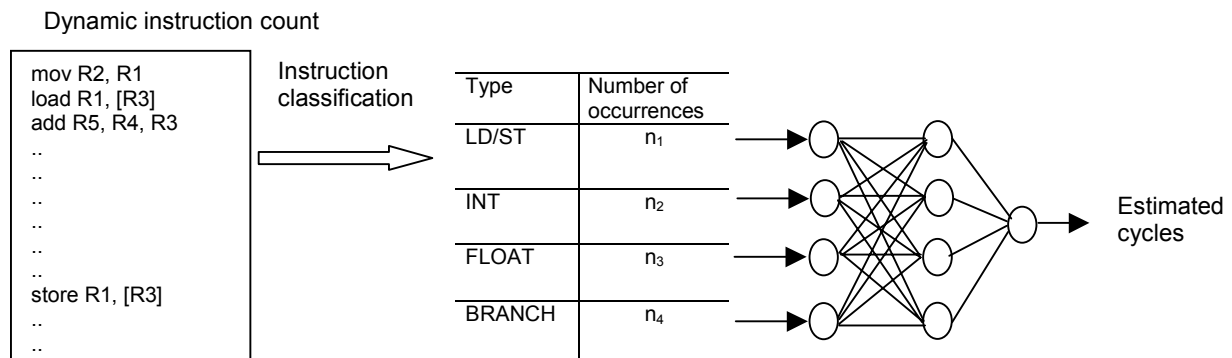 Dynamic instruction count
mov R2, R1
load R1, [R3]
add R5, R4, R3
..
..
..
..
..
..
store R1, [R3]
..
..
Instruction
classification
Type
Number of
occurrences
LD/ST
n₁
INT
n₂
FLOAT
n₃
BRANCH
n₄
Estimated
cycles